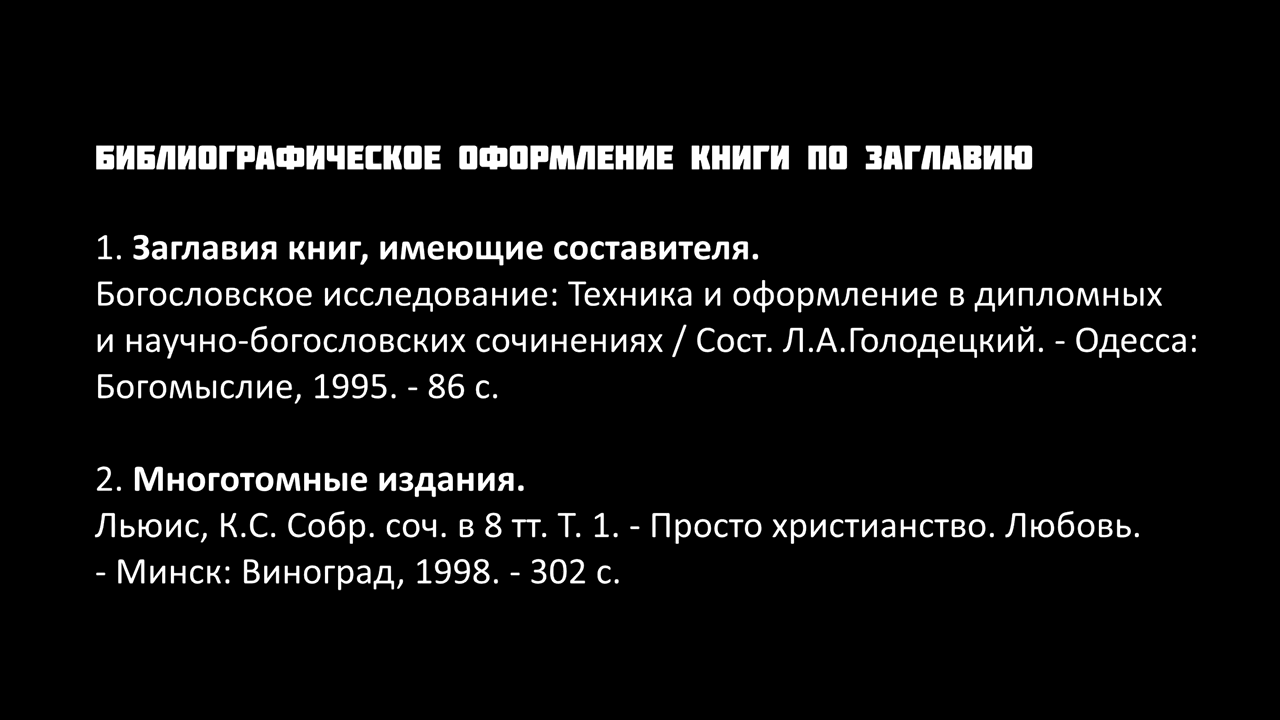 БИБЛИОГРАФИЧЕСКОЕ ОФОРМЛЕНИЕ КНИГИ ПО ЗАГЛАВИЮ
1. Заглавия книг, имеющие составителя.
Богословское исследование: Техника и оформление в дипломных
и научно-богословских сочинениях / Сост. Л.А.Голодецкий. - Одесса:
Богомыслие, 1995. - 86 с.
2. Многотомные издания.
Льюис, К.С. Собр. соч. в 8 тт. Т. 1. - Просто христианство. Любовь.
- Минск: Виноград, 1998. - 302 с.